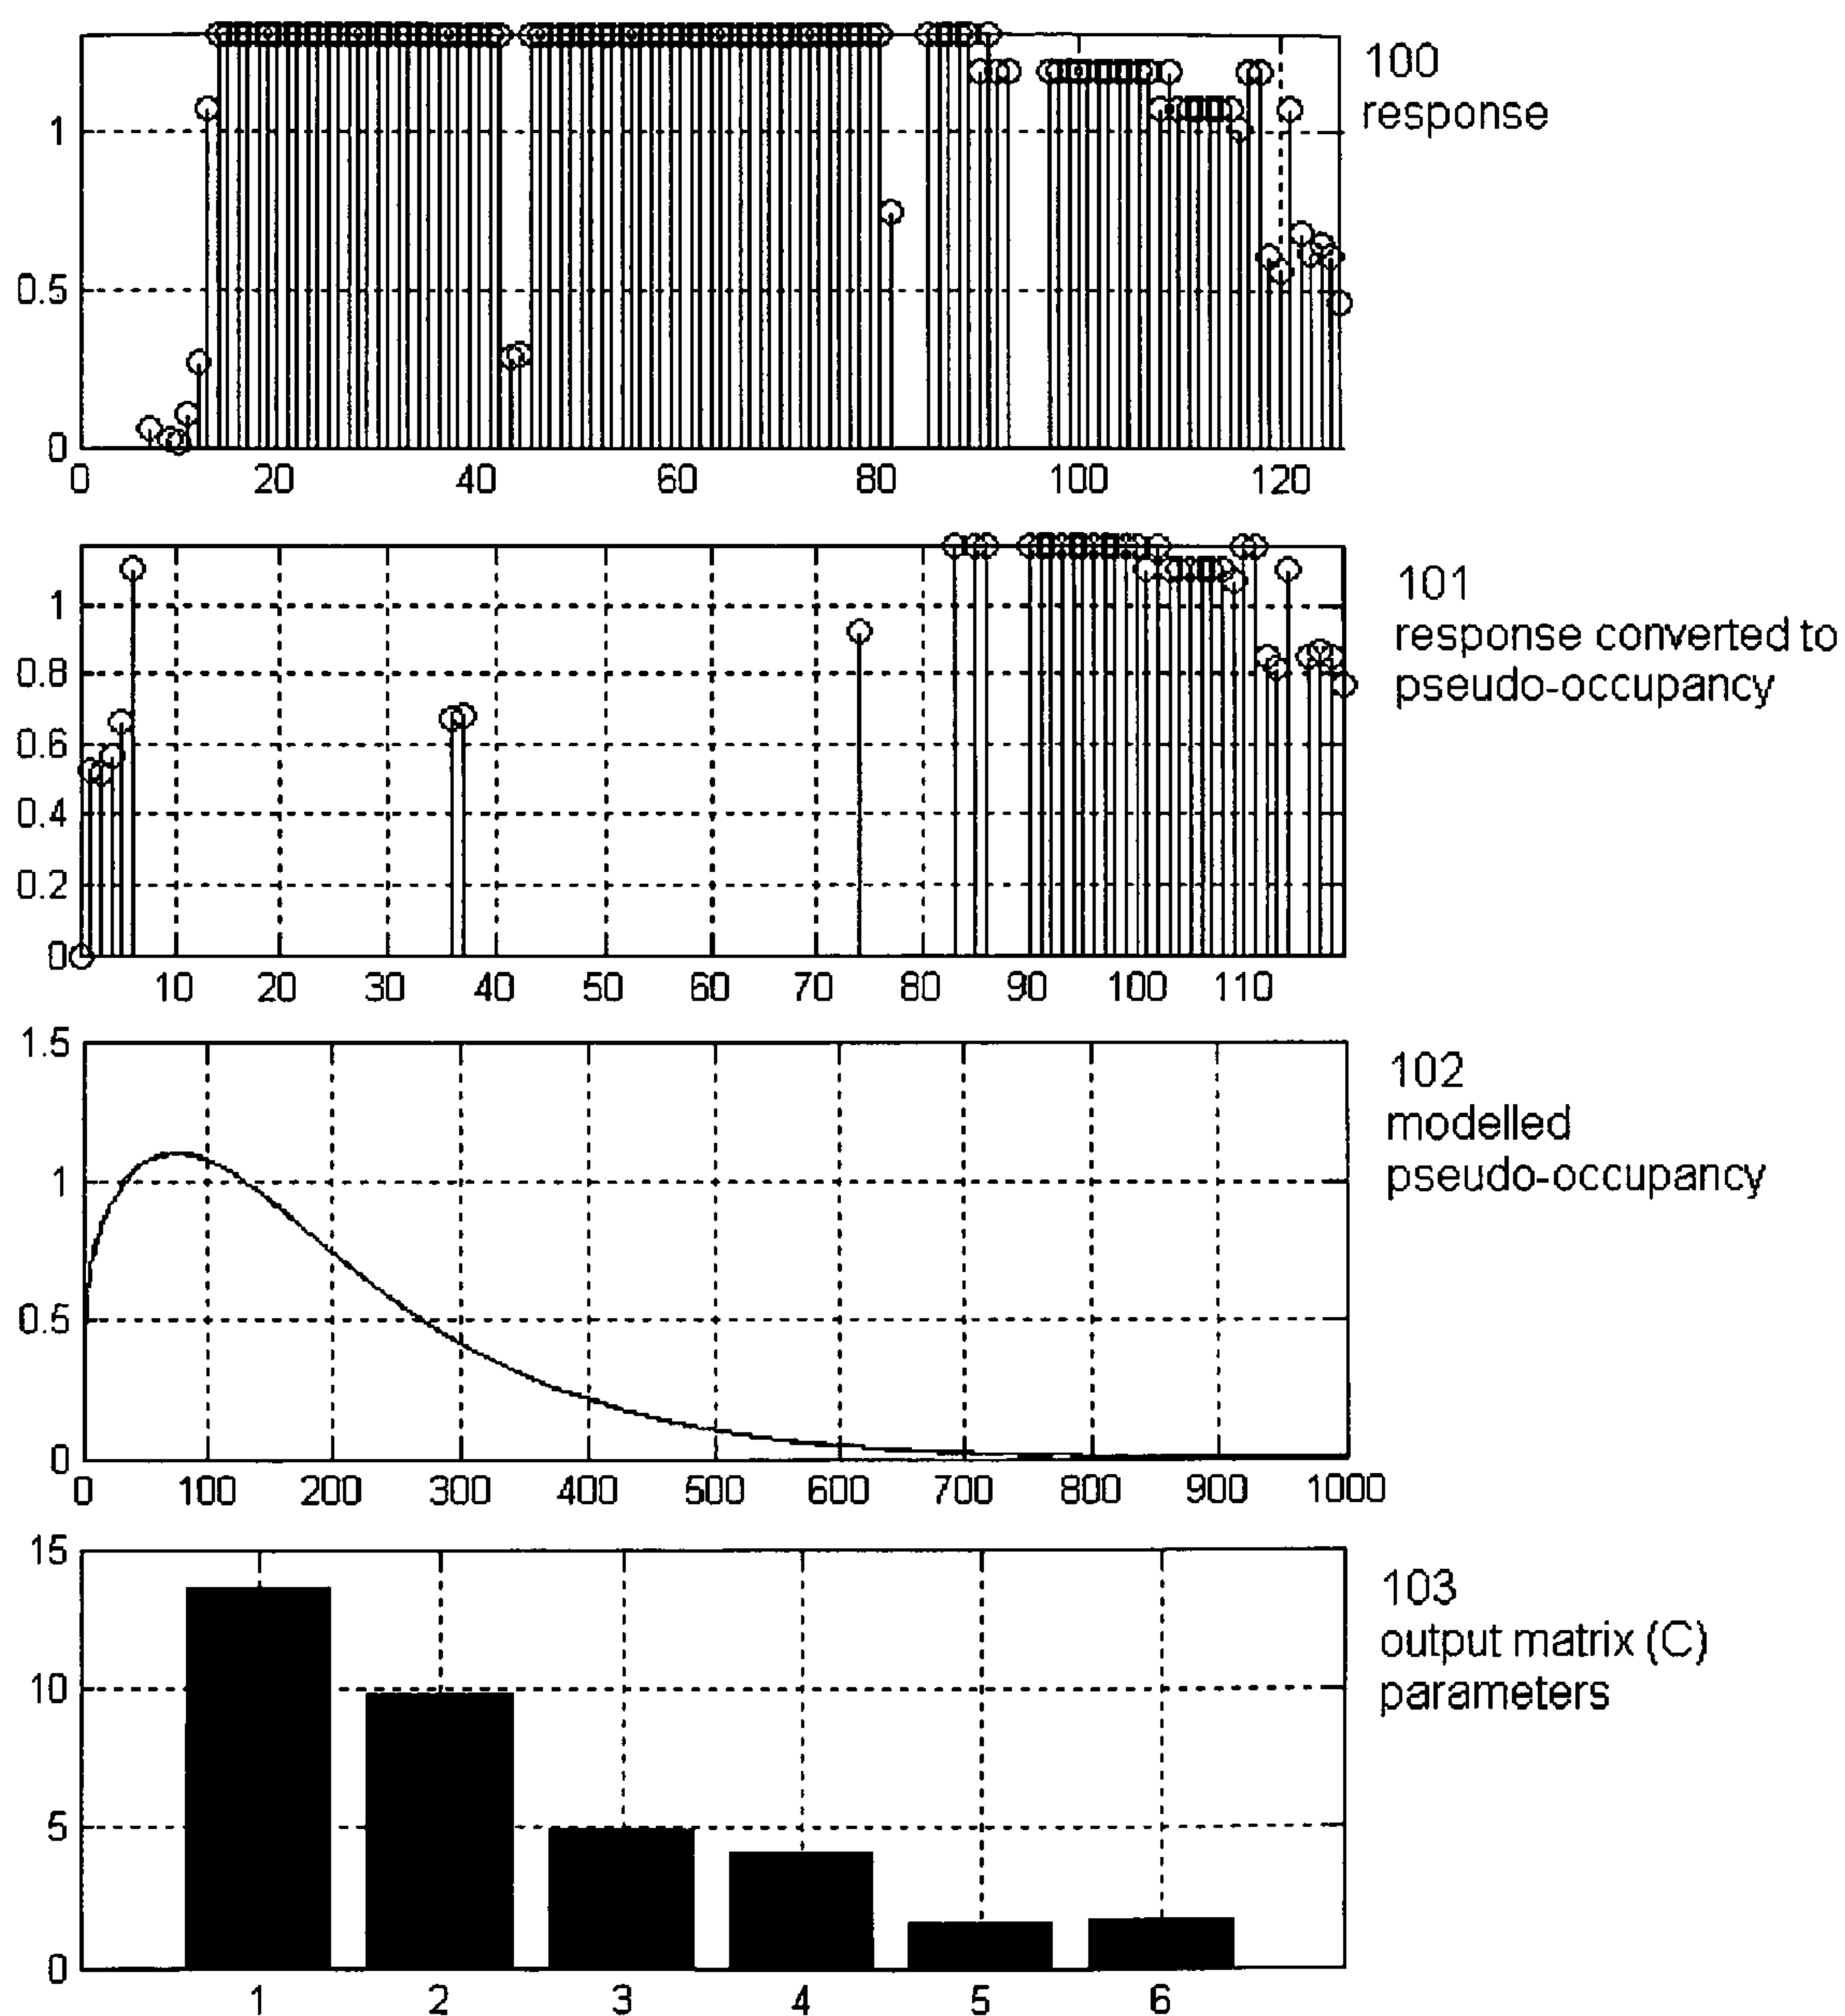 100
response
1
0.5
0
0 20 40 60 80 100 120
101
response converted to
pseudo-occupancy
1
0.8
0.6
0.4
0.2
0
10 20 30 40 50 60 70 80 90 100 110
102
modelled
pseudo-occupancy
1.5
1
0.5
0
0 100 200 300 400 500 600 700 800 900 1000
103
output matrix (C)
parameters
15
10
5
0
1 2 3 4 5 6